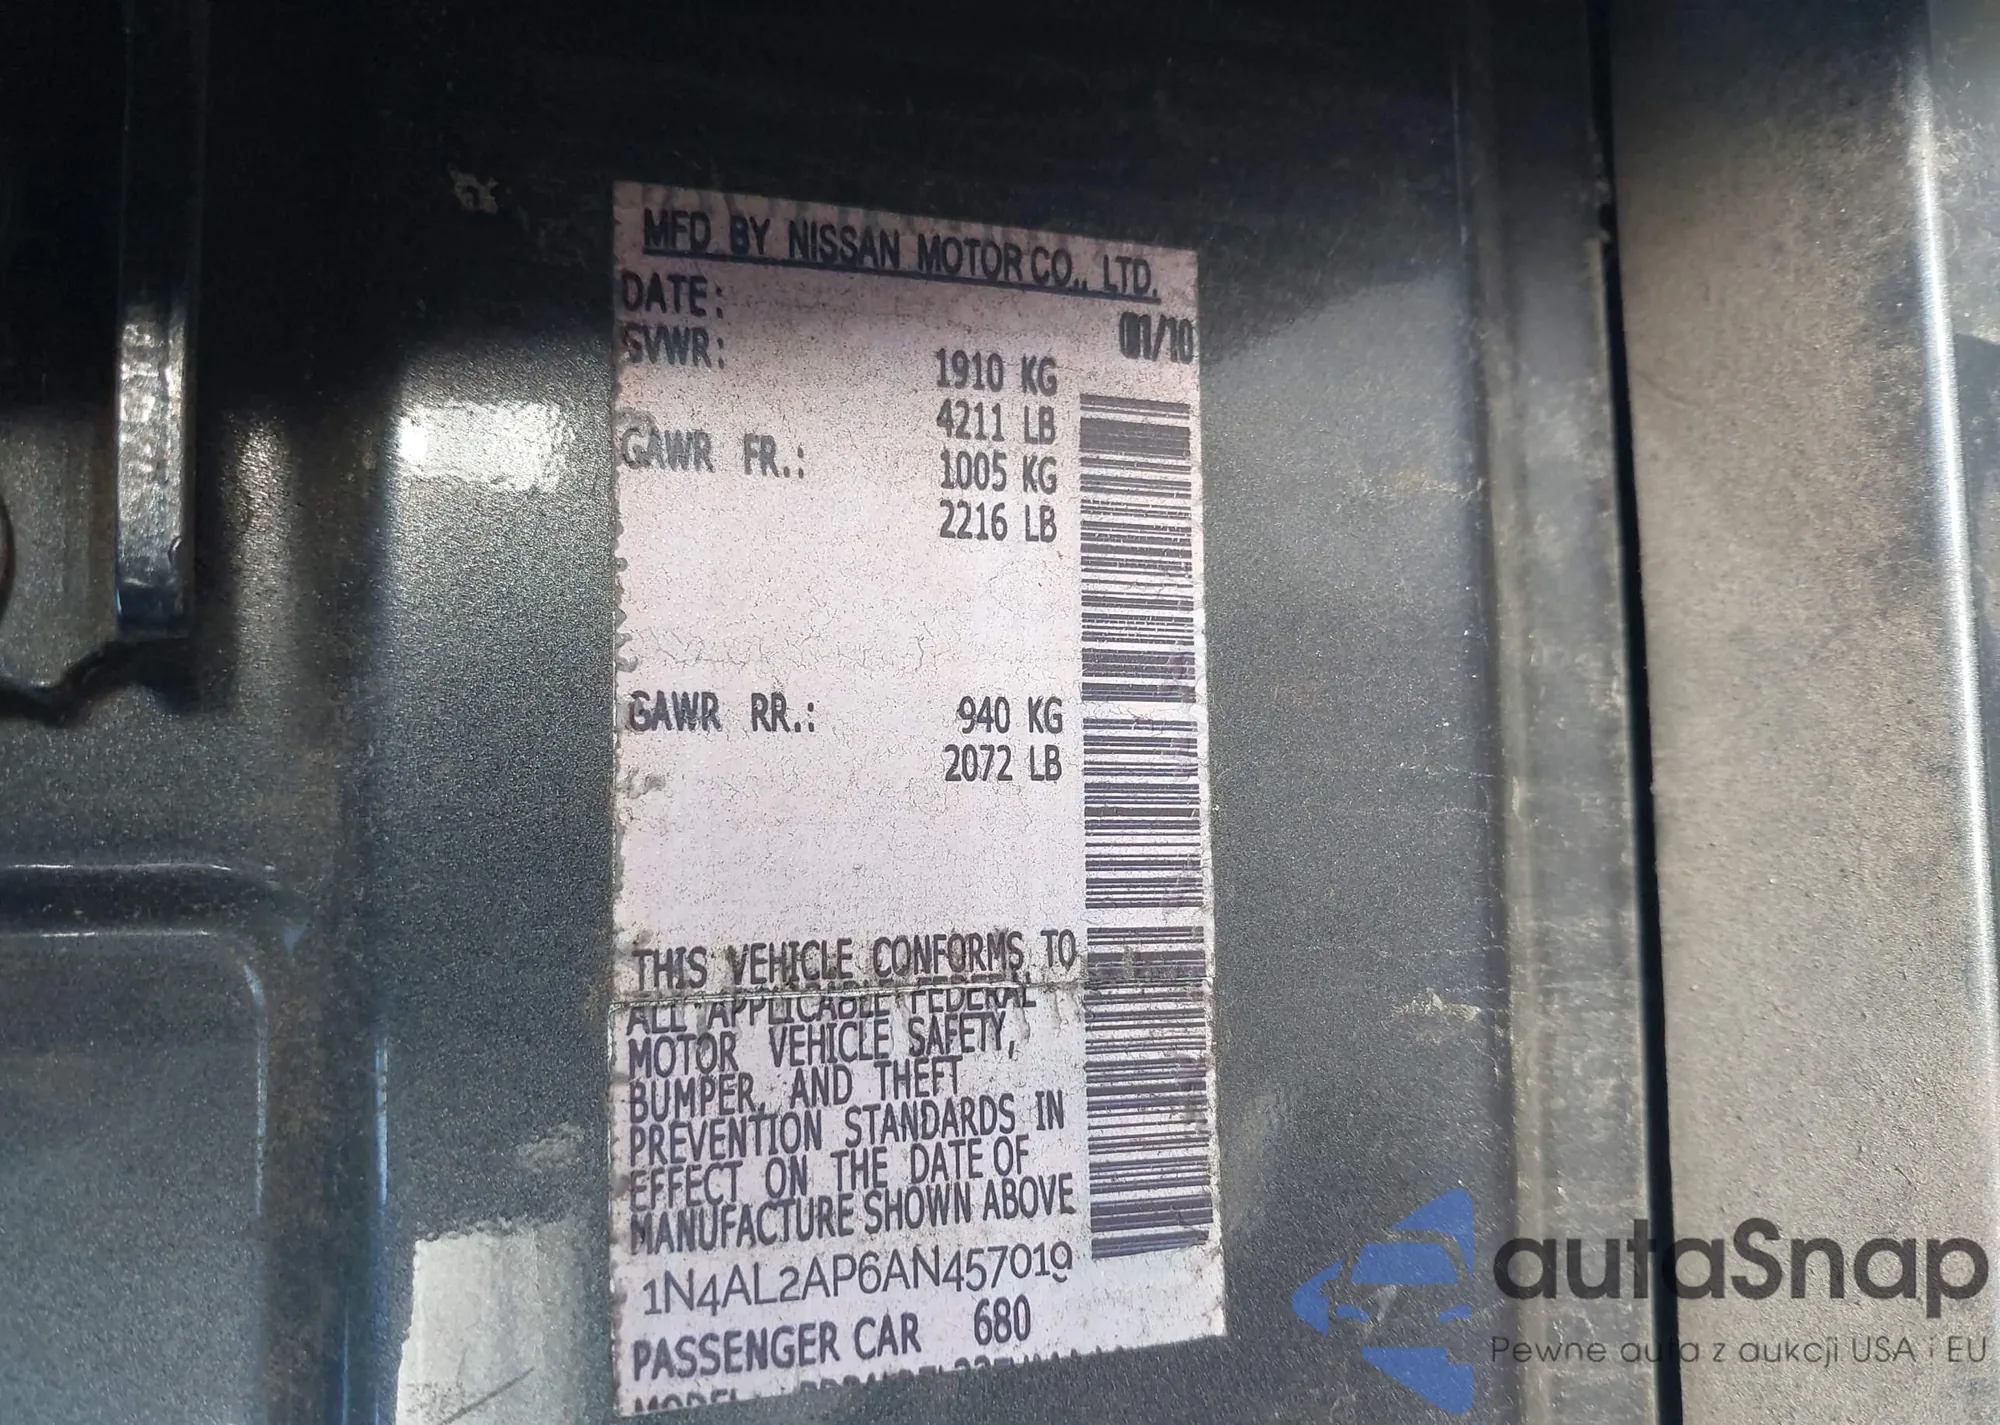 MFD BY NISSAN MOTOR CO., LTD.
DATE: 01/10
SVWR: 1910 KG
4211 LB
GAWR FR.: 1005 KG
2216 LB
GAWR RR.: 940 KG
2072 LB
THIS VEHICLE CONFORMS TO
ALL APPLICABLE FEDERAL
MOTOR VEHICLE SAFETY,
BUMPER, AND THEFT
PREVENTION STANDARDS IN
EFFECT ON THE DATE OF
MANUFACTURE SHOWN ABOVE
1N4AL2AP6AN457019
PASSENGER CAR 680
MODEL
autaSnap
Pewne auta z aukcji USA i EU